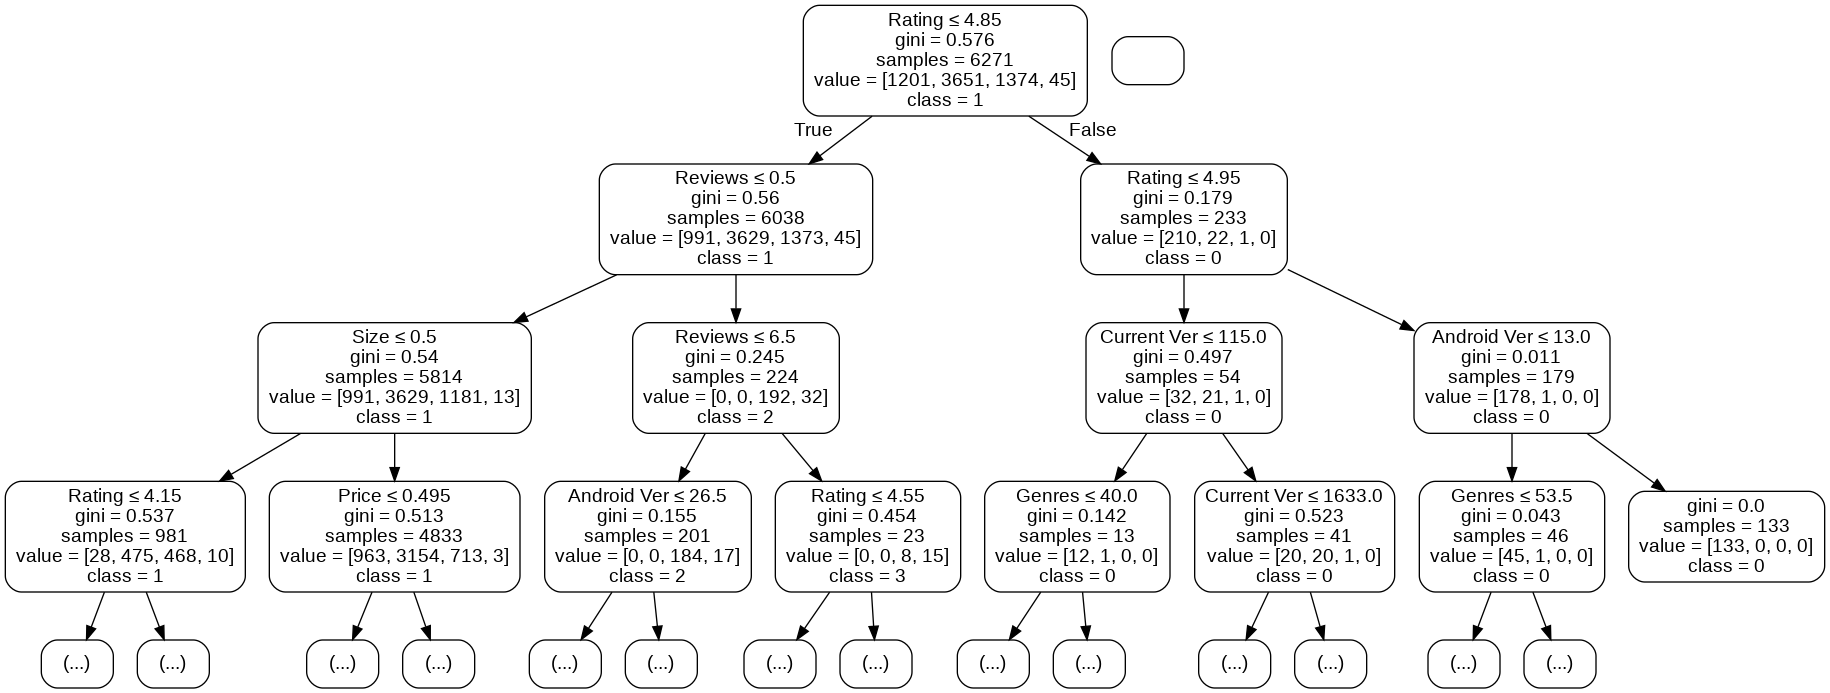 Rating ≤ 4.85
gini = 0.576
samples = 6271
value = [1201, 3651, 1374, 45]
class = 1
True
False
Reviews ≤ 0.5
gini = 0.56
samples = 6038
value = [991, 3629, 1373, 45]
class = 1
Rating ≤ 4.95
gini = 0.179
samples = 233
value = [210, 22, 1, 0]
class = 0
Size ≤ 0.5
gini = 0.54
samples = 5814
value = [991, 3629, 1181, 13]
class = 1
Reviews ≤ 6.5
gini = 0.245
samples = 224
value = [0, 0, 192, 32]
class = 2
Current Ver ≤ 115.0
gini = 0.497
samples = 54
value = [32, 21, 1, 0]
class = 0
Android Ver ≤ 13.0
gini = 0.011
samples = 179
value = [178, 1, 0, 0]
class = 0
Rating ≤ 4.15
gini = 0.537
samples = 981
value = [28, 475, 468, 10]
class = 1
Price ≤ 0.495
gini = 0.513
samples = 4833
value = [963, 3154, 713, 3]
class = 1
Android Ver ≤ 26.5
gini = 0.155
samples = 201
value = [0, 0, 184, 17]
class = 2
Rating ≤ 4.55
gini = 0.454
samples = 23
value = [0, 0, 8, 15]
class = 3
Genres ≤ 40.0
gini = 0.142
samples = 13
value = [12, 1, 0, 0]
class = 0
Current Ver ≤ 1633.0
gini = 0.523
samples = 41
value = [20, 20, 1, 0]
class = 0
Genres ≤ 53.5
gini = 0.043
samples = 46
value = [45, 1, 0, 0]
class = 0
gini = 0.0
samples = 133
value = [133, 0, 0, 0]
class = 0
(...)
(...)
(...)
(...)
(...)
(...)
(...)
(...)
(...)
(...)
(...)
(...)
(...)
(...)